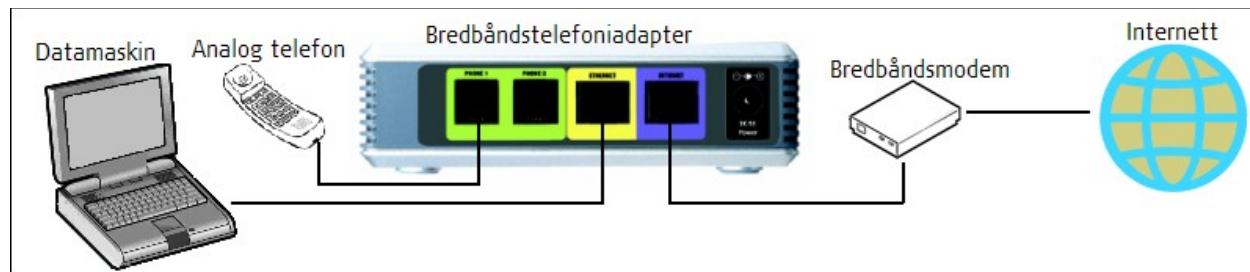 Datamaskin
Analog telefon
Bredbåndstelefoniadapter
Bredbåndsmodem
Internett
PHONE 1
PHONE 2
ETHERNET
INTERNET
Power